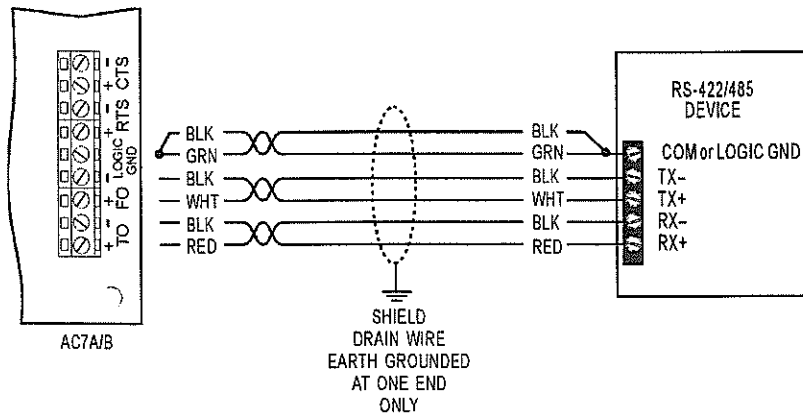 - CTS +
- RTS +
LOGIC GND
- FO +
- TO +
AC7A/B
BLK
GRN
BLK
WHT
BLK
RED
SHIELD
DRAIN WIRE
EARTH GROUNDED
AT ONE END
ONLY
BLK
GRN
BLK
WHT
BLK
RED
RS-422/485
DEVICE
COM or LOGIC GND
TX-
TX+
RX-
RX+